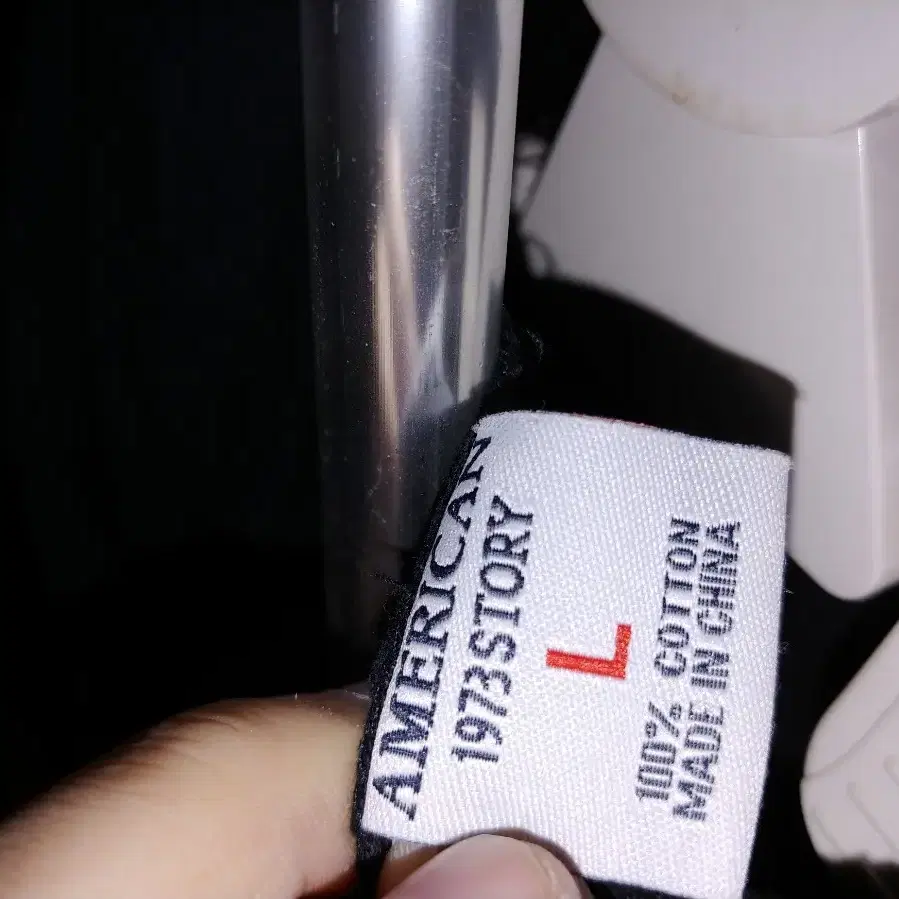 AMERICAN
1973STORY
L
100% COTTON
MADE IN CHINA